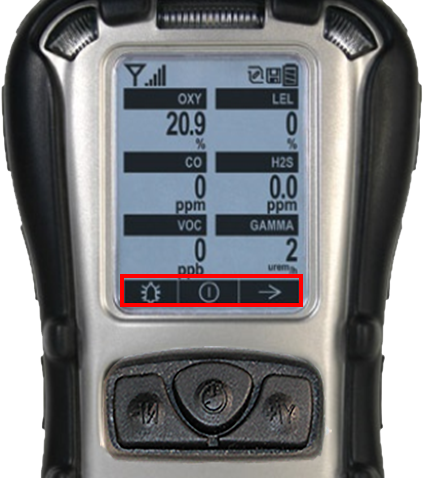 OXY LEL
20.9 0
%
CO H2S
0 0.0
ppm ppm
VOC GAMMA
0 2
ppb urem/h